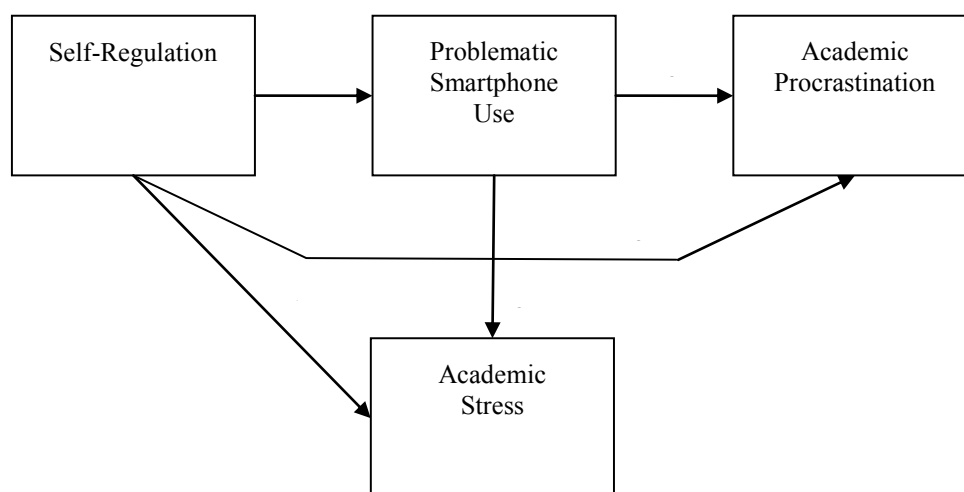 Self-Regulation
Problematic
Smartphone
Use
Academic
Procrastination
Academic
Stress